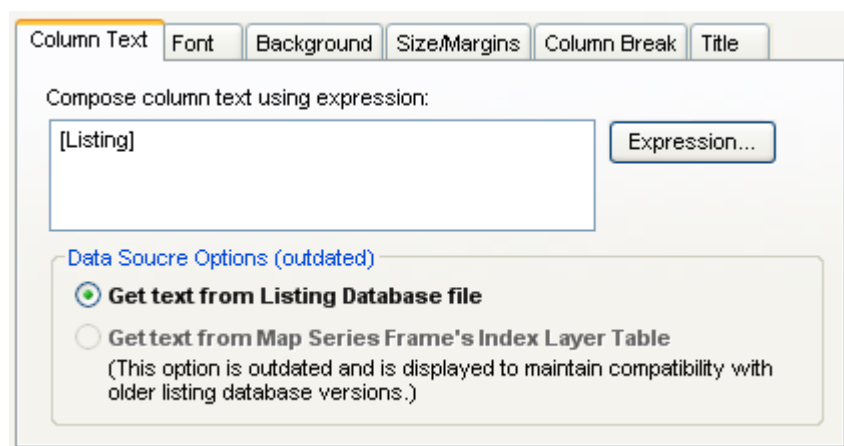 Column Text Font Background Size/Margins Column Break Title
Compose column text using expression:
[Listing] Expression...
Data Soucre Options (outdated)
Get text from Listing Database file
Get text from Map Series Frame's Index Layer Table
(This option is outdated and is displayed to maintain compatibility with
older listing database versions.)